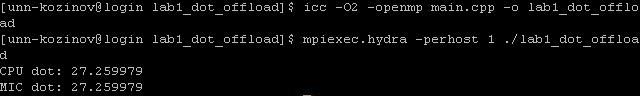 [unn-kozinov@login lab1_dot_offload]$ icc -O2 -openmp main.cpp -o lab1_dot_offlo
ad
[unn-kozinov@login lab1_dot_offload]$ mpiexec.hydra -perhost 1 ./lab1_dot_offloa
d
CPU dot: 27.259979
MIC dot: 27.259979